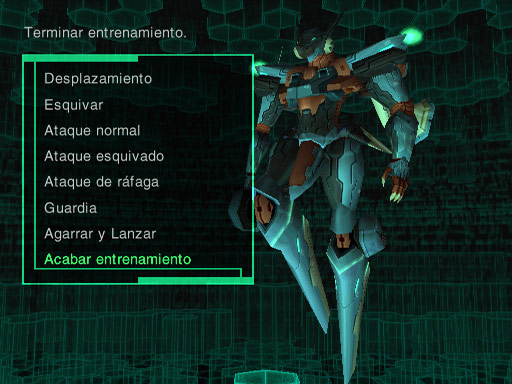 Terminar entrenamiento.
Desplazamiento
Esquivar
Ataque normal
Ataque esquivado
Ataque de ráfaga
Guardia
Agarrar y Lanzar
Acabar entrenamiento